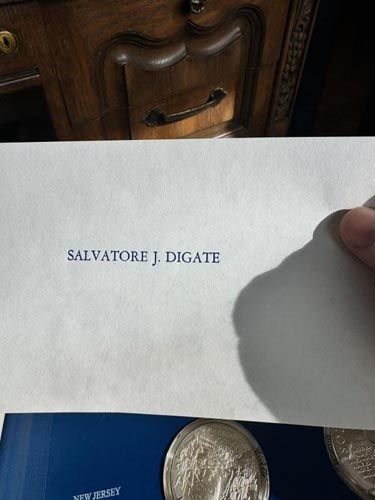 SALVATORE J. DIGATE
NEW JERSEY